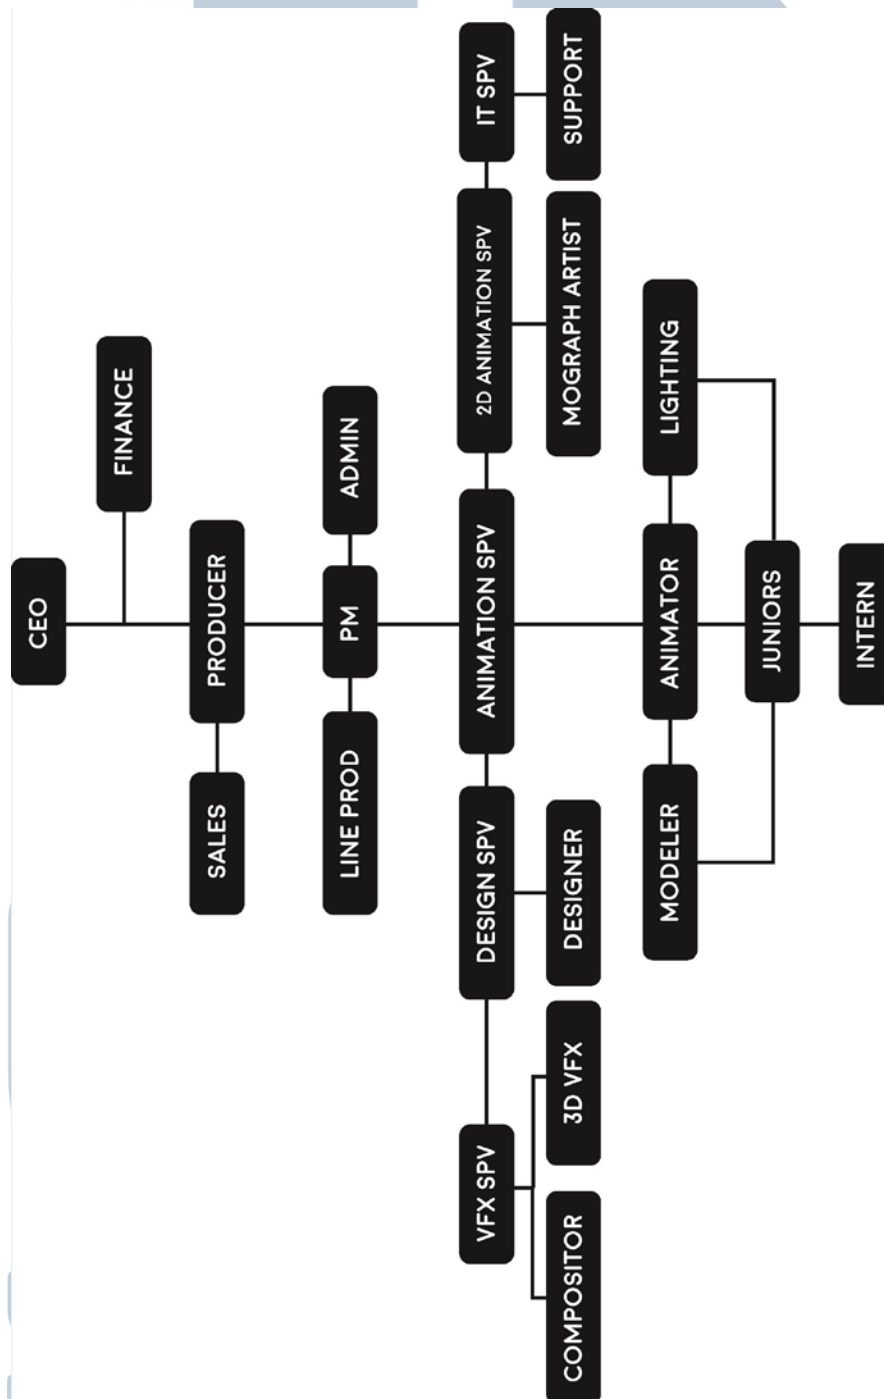 CEO
FINANCE
SALES
PRODUCER
LINE PROD
PM
ADMIN
VFX SPV
DESIGN SPV
ANIMATION SPV
2D ANIMATION SPV
IT SPV
COMPOSITOR
3D VFX
DESIGNER
MOGRAPH ARTIST
SUPPORT
MODELER
ANIMATOR
LIGHTING
JUNIORS
INTERN